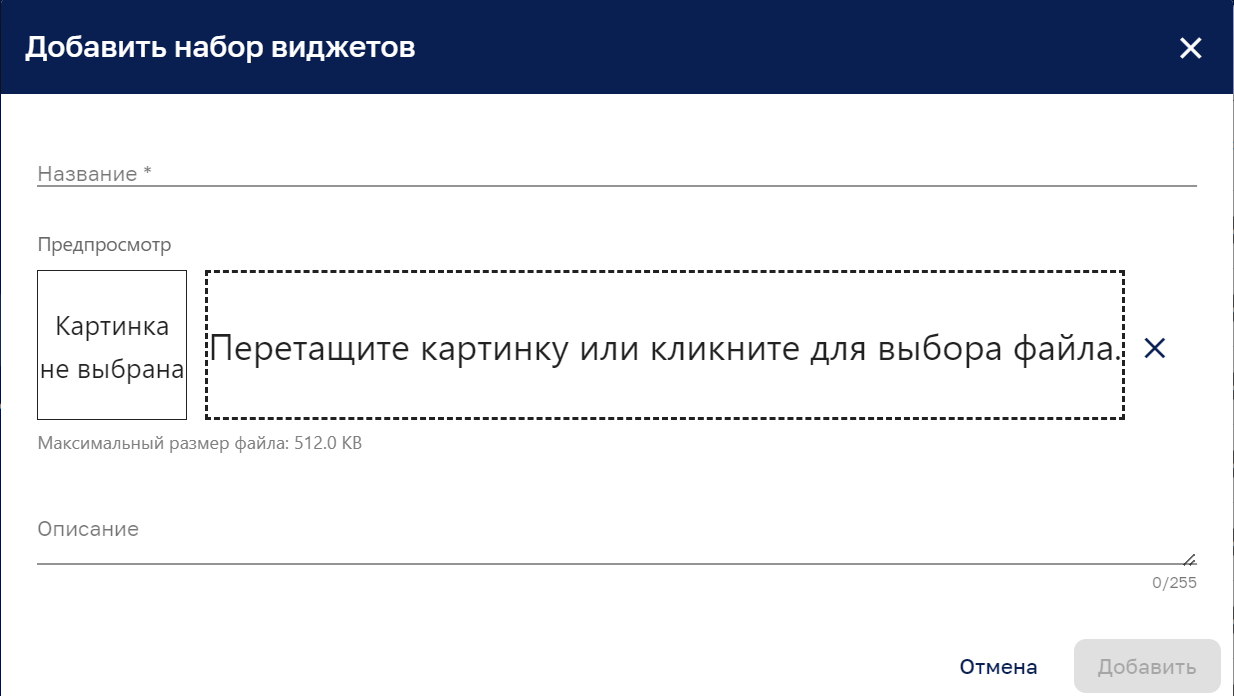 Добавить набор виджетов
Название *
Предпросмотр
Картинка
не выбрана
Перетащите картинку или кликните для выбора файла.
Максимальный размер файла: 512.0 KB
Описание
0/255
Отмена
Добавить